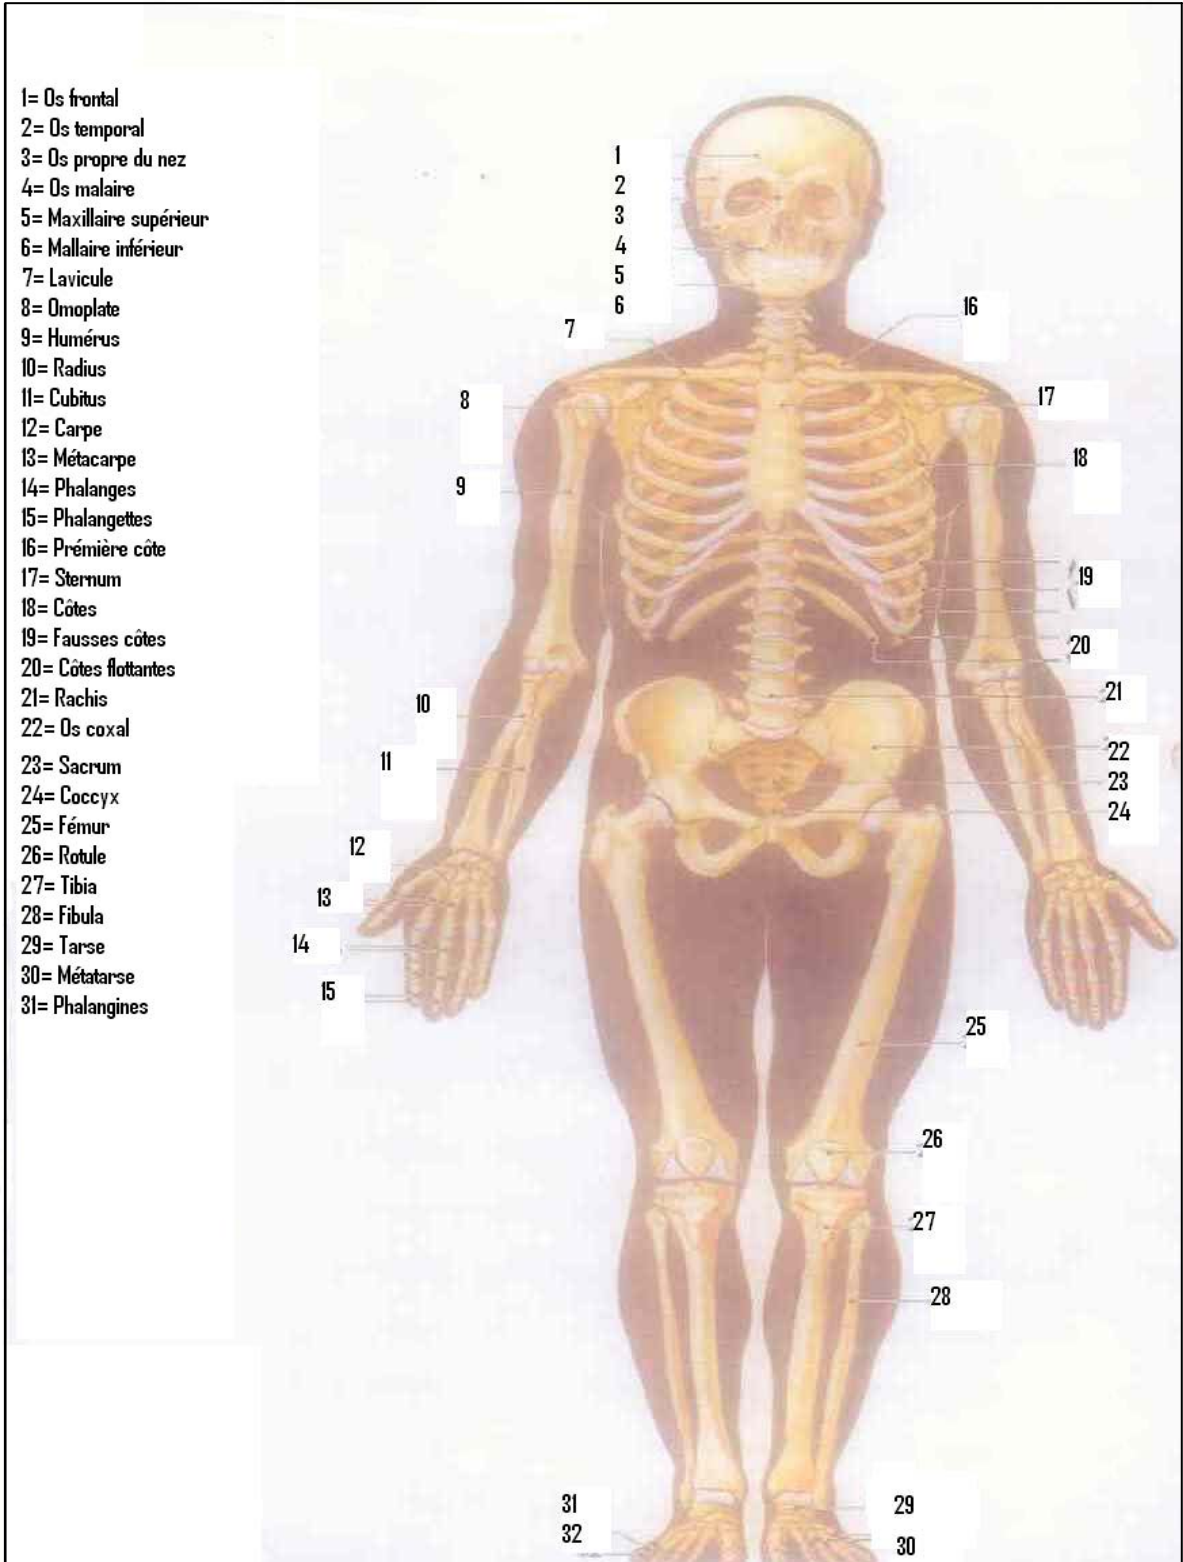 1= Os frontal
2= Os temporal
3= Os propre du nez
4= Os malaire
5= Maxillaire supérieur
6= Mallaire inférieur
7= Lavicule
8= Omoplate
9= Humérus
10= Radius
11= Cubitus
12= Carpe
13= Métacarpe
14= Phalanges
15= Phalangettes
16= Prémière côte
17= Sternum
18= Côtes
19= Fausses côtes
20= Côtes flottantes
21= Rachis
22= Os coxal
23= Sacrum
24= Coccyx
25= Fémur
26= Rotule
27= Tibia
28= Fibula
29= Tarse
30= Métatarse
31= Phalangines
1
2
3
4
5
6
7
8
9
10
11
12
13
14
15
16
17
18
19
20
21
22
23
24
25
26
27
28
29
30
31
32